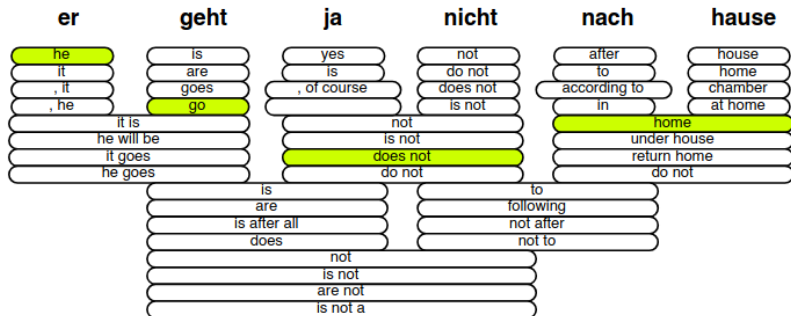 er geht ja nicht nach hause
he is yes not after house
it are is do not to home
, it goes , of course does not according to chamber
, he go is not in at home
it is not home
he will be is not under house
it goes does not return home
he goes do not do not
is to
are following
is after all not after
does not to
not
is not
are not
is not a